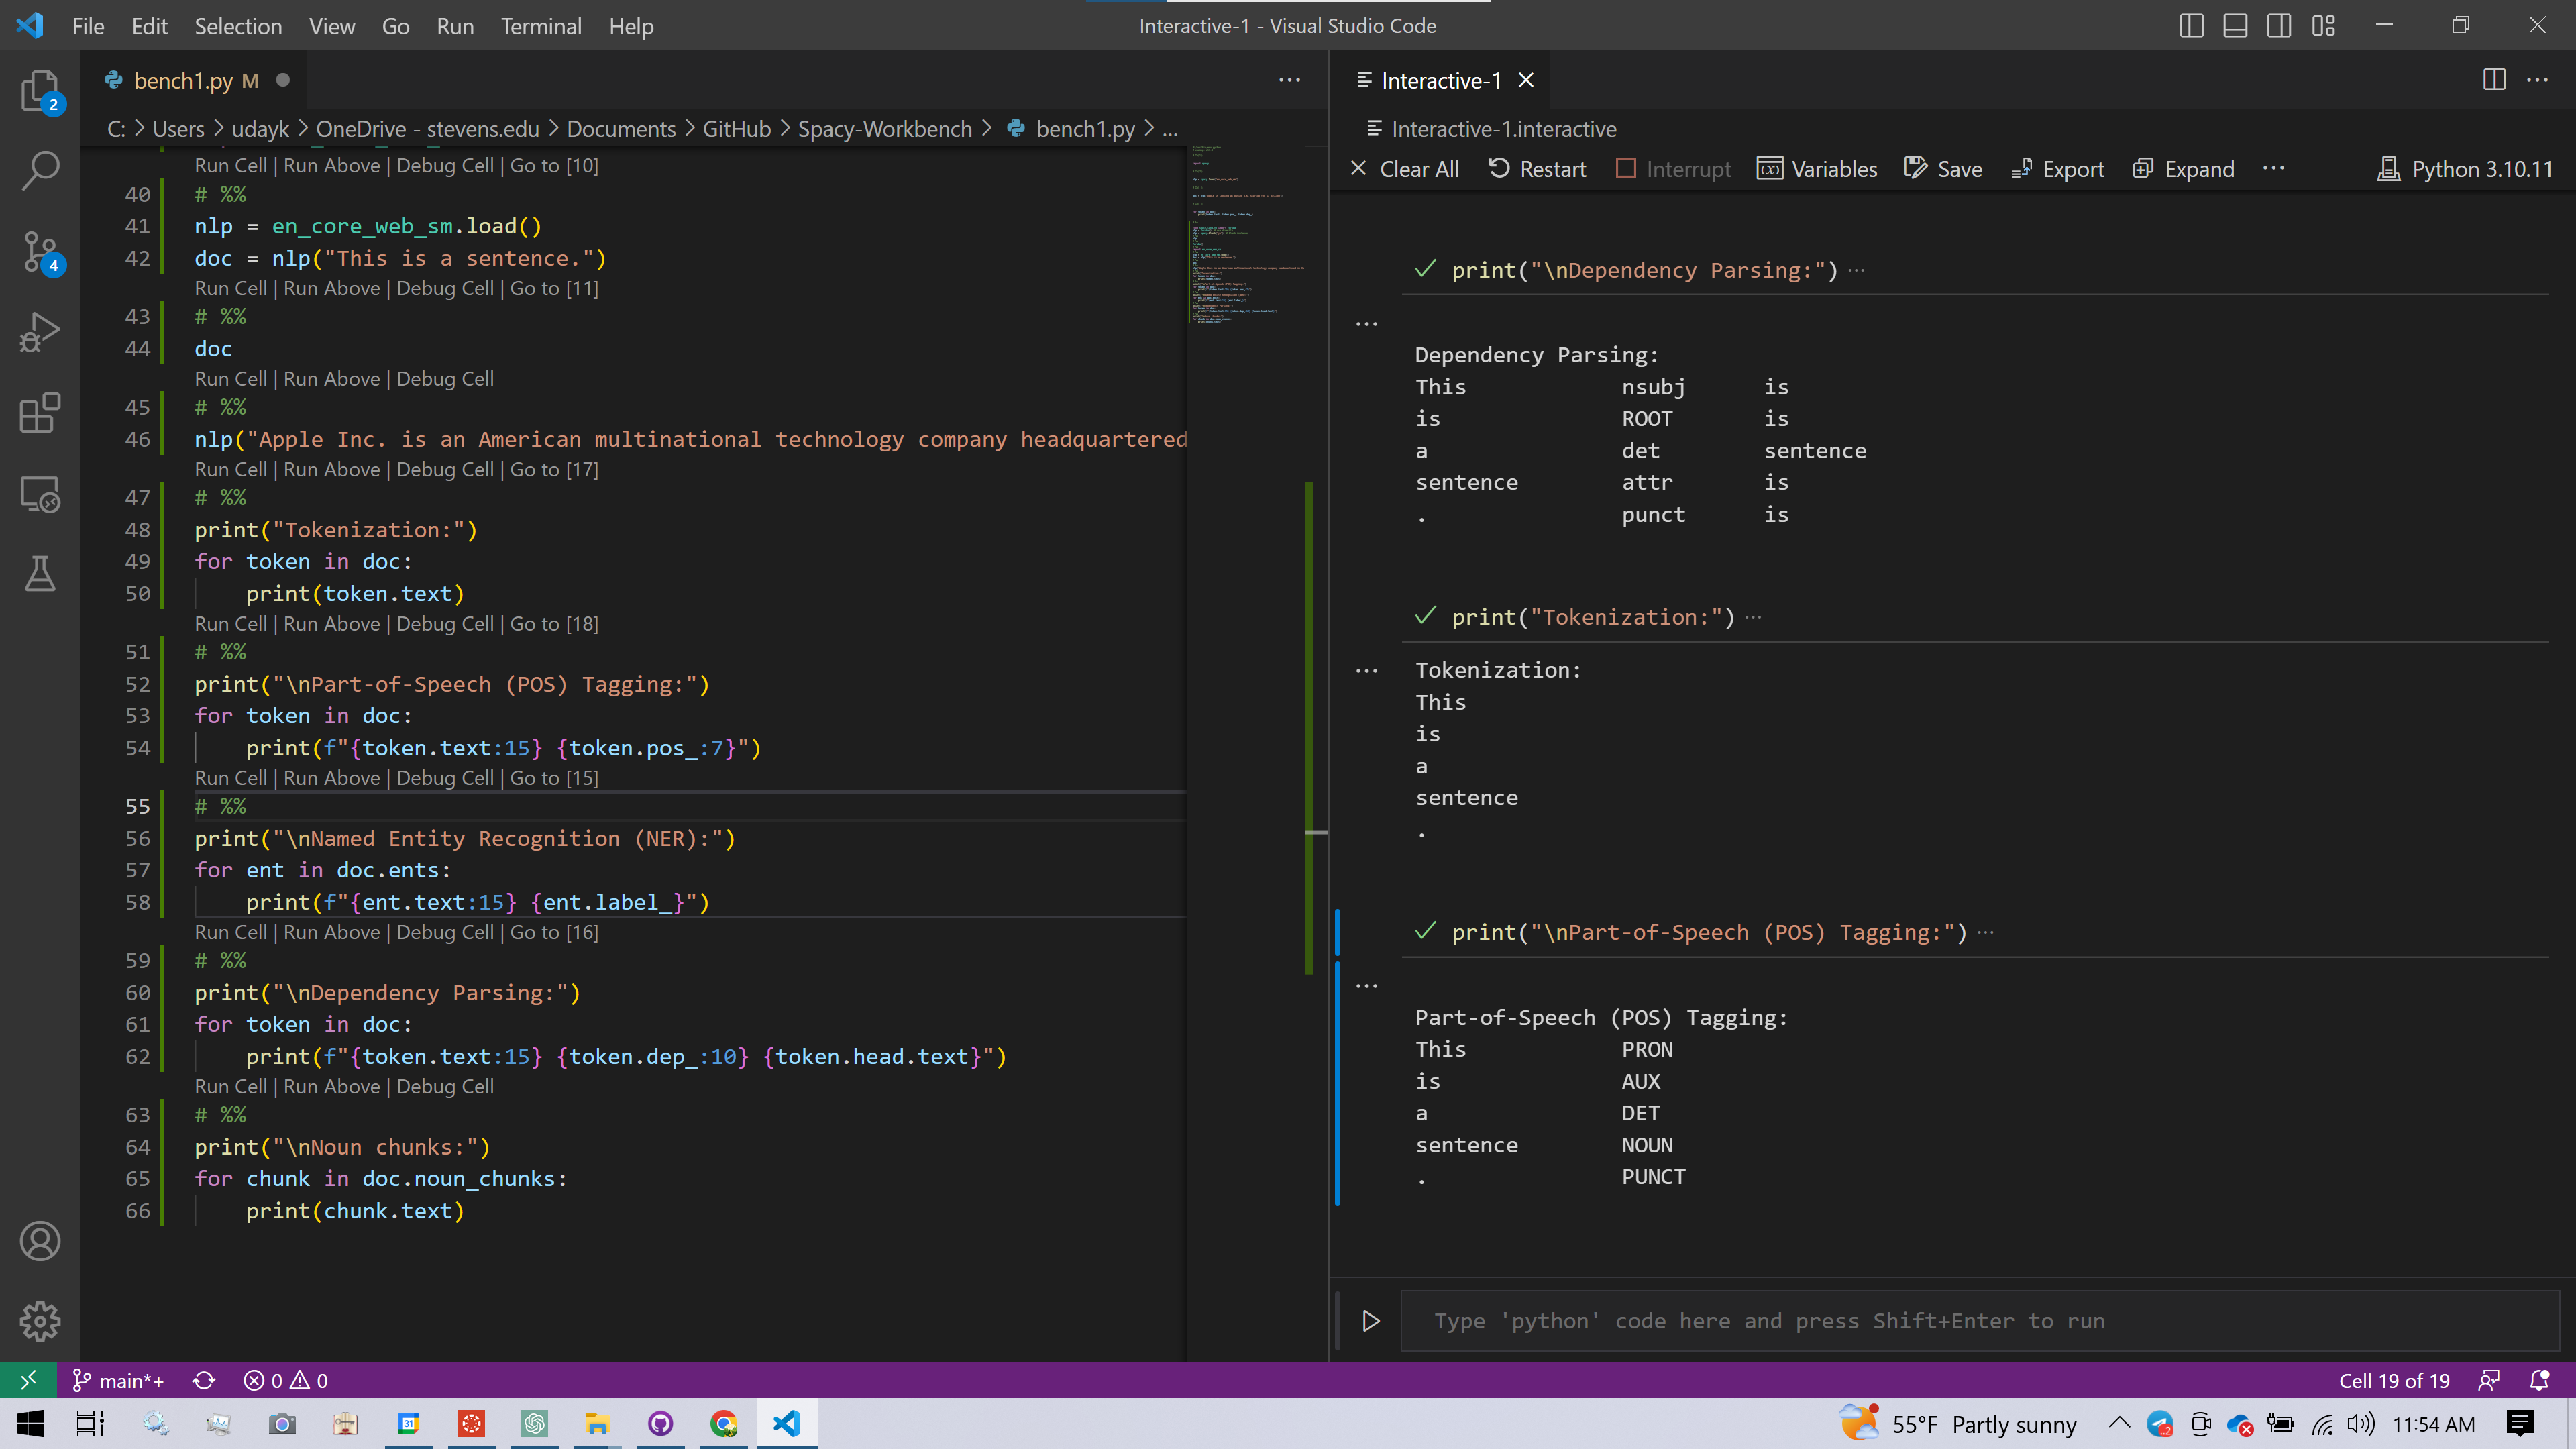 File Edit Selection View Go Run Terminal Help
Interactive-1 - Visual Studio Code
bench1.py M
C: > Users > udayk > OneDrive - stevens.edu > Documents > GitHub > Spacy-Workbench > bench1.py > ...
Run Cell | Run Above | Debug Cell | Go to [10]
40 # %%
41 nlp = en_core_web_sm.load()
42 doc = nlp("This is a sentence.")
Run Cell | Run Above | Debug Cell | Go to [11]
43 # %%
44 doc
Run Cell | Run Above | Debug Cell
45 # %%
46 nlp("Apple Inc. is an American multinational technology company headquartered
Run Cell | Run Above | Debug Cell | Go to [17]
47 # %%
48 print("Tokenization:")
49 for token in doc:
50     print(token.text)
Run Cell | Run Above | Debug Cell | Go to [18]
51 # %%
52 print("\nPart-of-Speech (POS) Tagging:")
53 for token in doc:
54     print(f"{token.text:15} {token.pos_:7}")
Run Cell | Run Above | Debug Cell | Go to [15]
55 # %%
56 print("\nNamed Entity Recognition (NER):")
57 for ent in doc.ents:
58     print(f"{ent.text:15} {ent.label_}")
Run Cell | Run Above | Debug Cell | Go to [16]
59 # %%
60 print("\nDependency Parsing:")
61 for token in doc:
62     print(f"{token.text:15} {token.dep_:10} {token.head.text}")
Run Cell | Run Above | Debug Cell
63 # %%
64 print("\nNoun chunks:")
65 for chunk in doc.noun_chunks:
66     print(chunk.text)
2
4
Interactive-1
Interactive-1.interactive
Clear All Restart Interrupt Variables Save Export Expand ... Python 3.10.11
print("\nDependency Parsing:") ...
Dependency Parsing:
This nsubj is
is ROOT is
a det sentence
sentence attr is
. punct is
print("Tokenization:") ...
Tokenization:
This
is
a
sentence
.
print("\nPart-of-Speech (POS) Tagging:") ...
Part-of-Speech (POS) Tagging:
This PRON
is AUX
a DET
sentence NOUN
. PUNCT
Type 'python' code here and press Shift+Enter to run
main*+ 0 0
Cell 19 of 19
31
55°F Partly sunny
11:54 AM